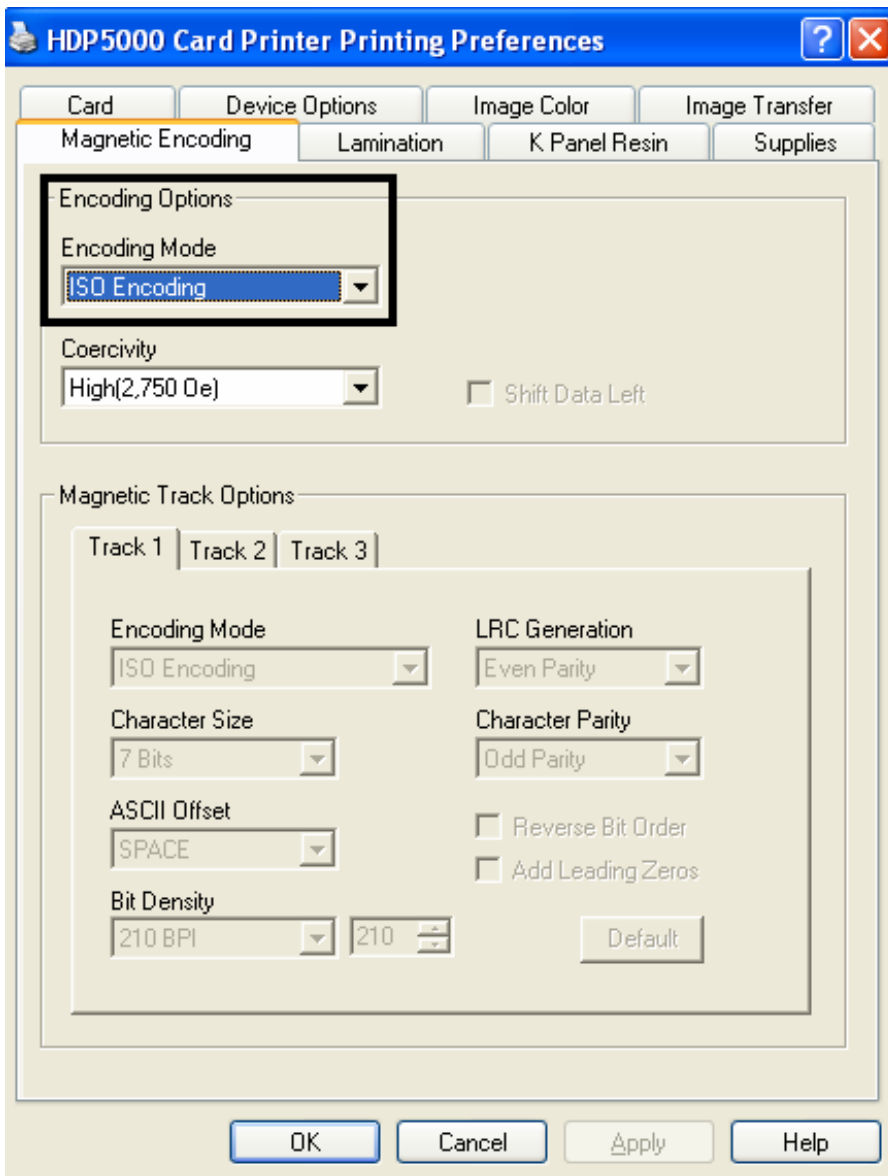 HDP5000 Card Printer Printing Preferences
Card Device Options Image Color Image Transfer
Magnetic Encoding Lamination K Panel Resin Supplies
Encoding Options
Encoding Mode
ISO Encoding
Coercivity
High(2,750 Oe)
Shift Data Left
Magnetic Track Options
Track 1 Track 2 Track 3
Encoding Mode LRC Generation
ISO Encoding Even Parity
Character Size Character Parity
7 Bits Odd Parity
ASCII Offset
SPACE
Reverse Bit Order
Add Leading Zeros
Bit Density
210 BPI 210 Default
OK Cancel Apply Help